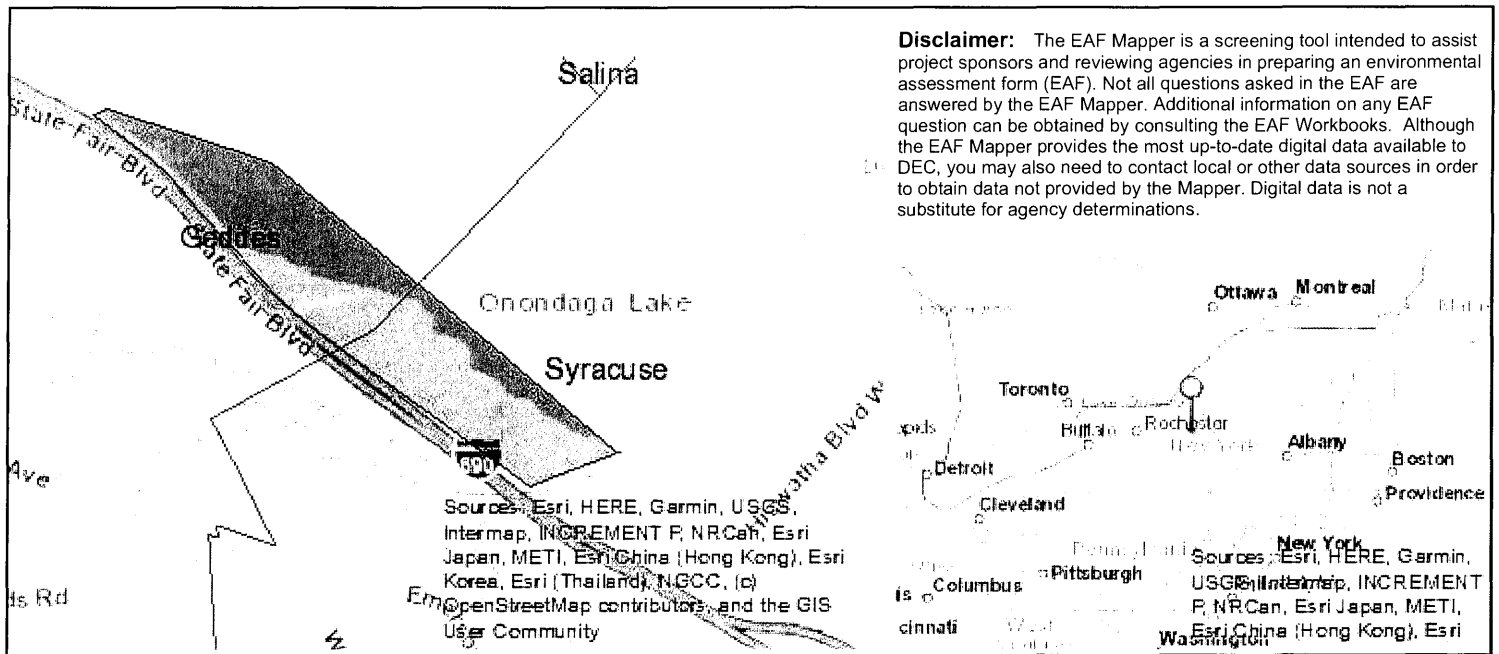 Disclaimer: The EAF Mapper is a screening tool intended to assist
project sponsors and reviewing agencies in preparing an environmental
assessment form (EAF). Not all questions asked in the EAF are
answered by the EAF Mapper. Additional information on any EAF
question can be obtained by consulting the EAF Workbooks. Although
the EAF Mapper provides the most up-to-date digital data available to
DEC, you may also need to contact local or other data sources in order
to obtain data not provided by the Mapper. Digital data is not a
substitute for agency determinations.
Salina
State Fair Blvd
Geddes
State Fair Blvd
Onondaga Lake
Syracuse
Hiawatha Blvd W
690
Ave
ds Rd
W
Sources: Esri, HERE, Garmin, USGS,
Intermap, INCREMENT P, NRCan, Esri
Japan, METI, Esri China (Hong Kong), Esri
Korea, Esri (Thailand), NGCC, (c)
OpenStreetMap contributors, and the GIS
User Community
Ottawa
Montreal
Toronto
Buffalo
Rochester
Albany
Detroit
Boston
Providence
Cleveland
New York
Pittsburgh
Columbus
is
cinnati
Washington
Sources: Esri, HERE, Garmin,
USGS, Intermap, INCREMENT
P, NRCan, Esri Japan, METI,
Esri China (Hong Kong), Esri